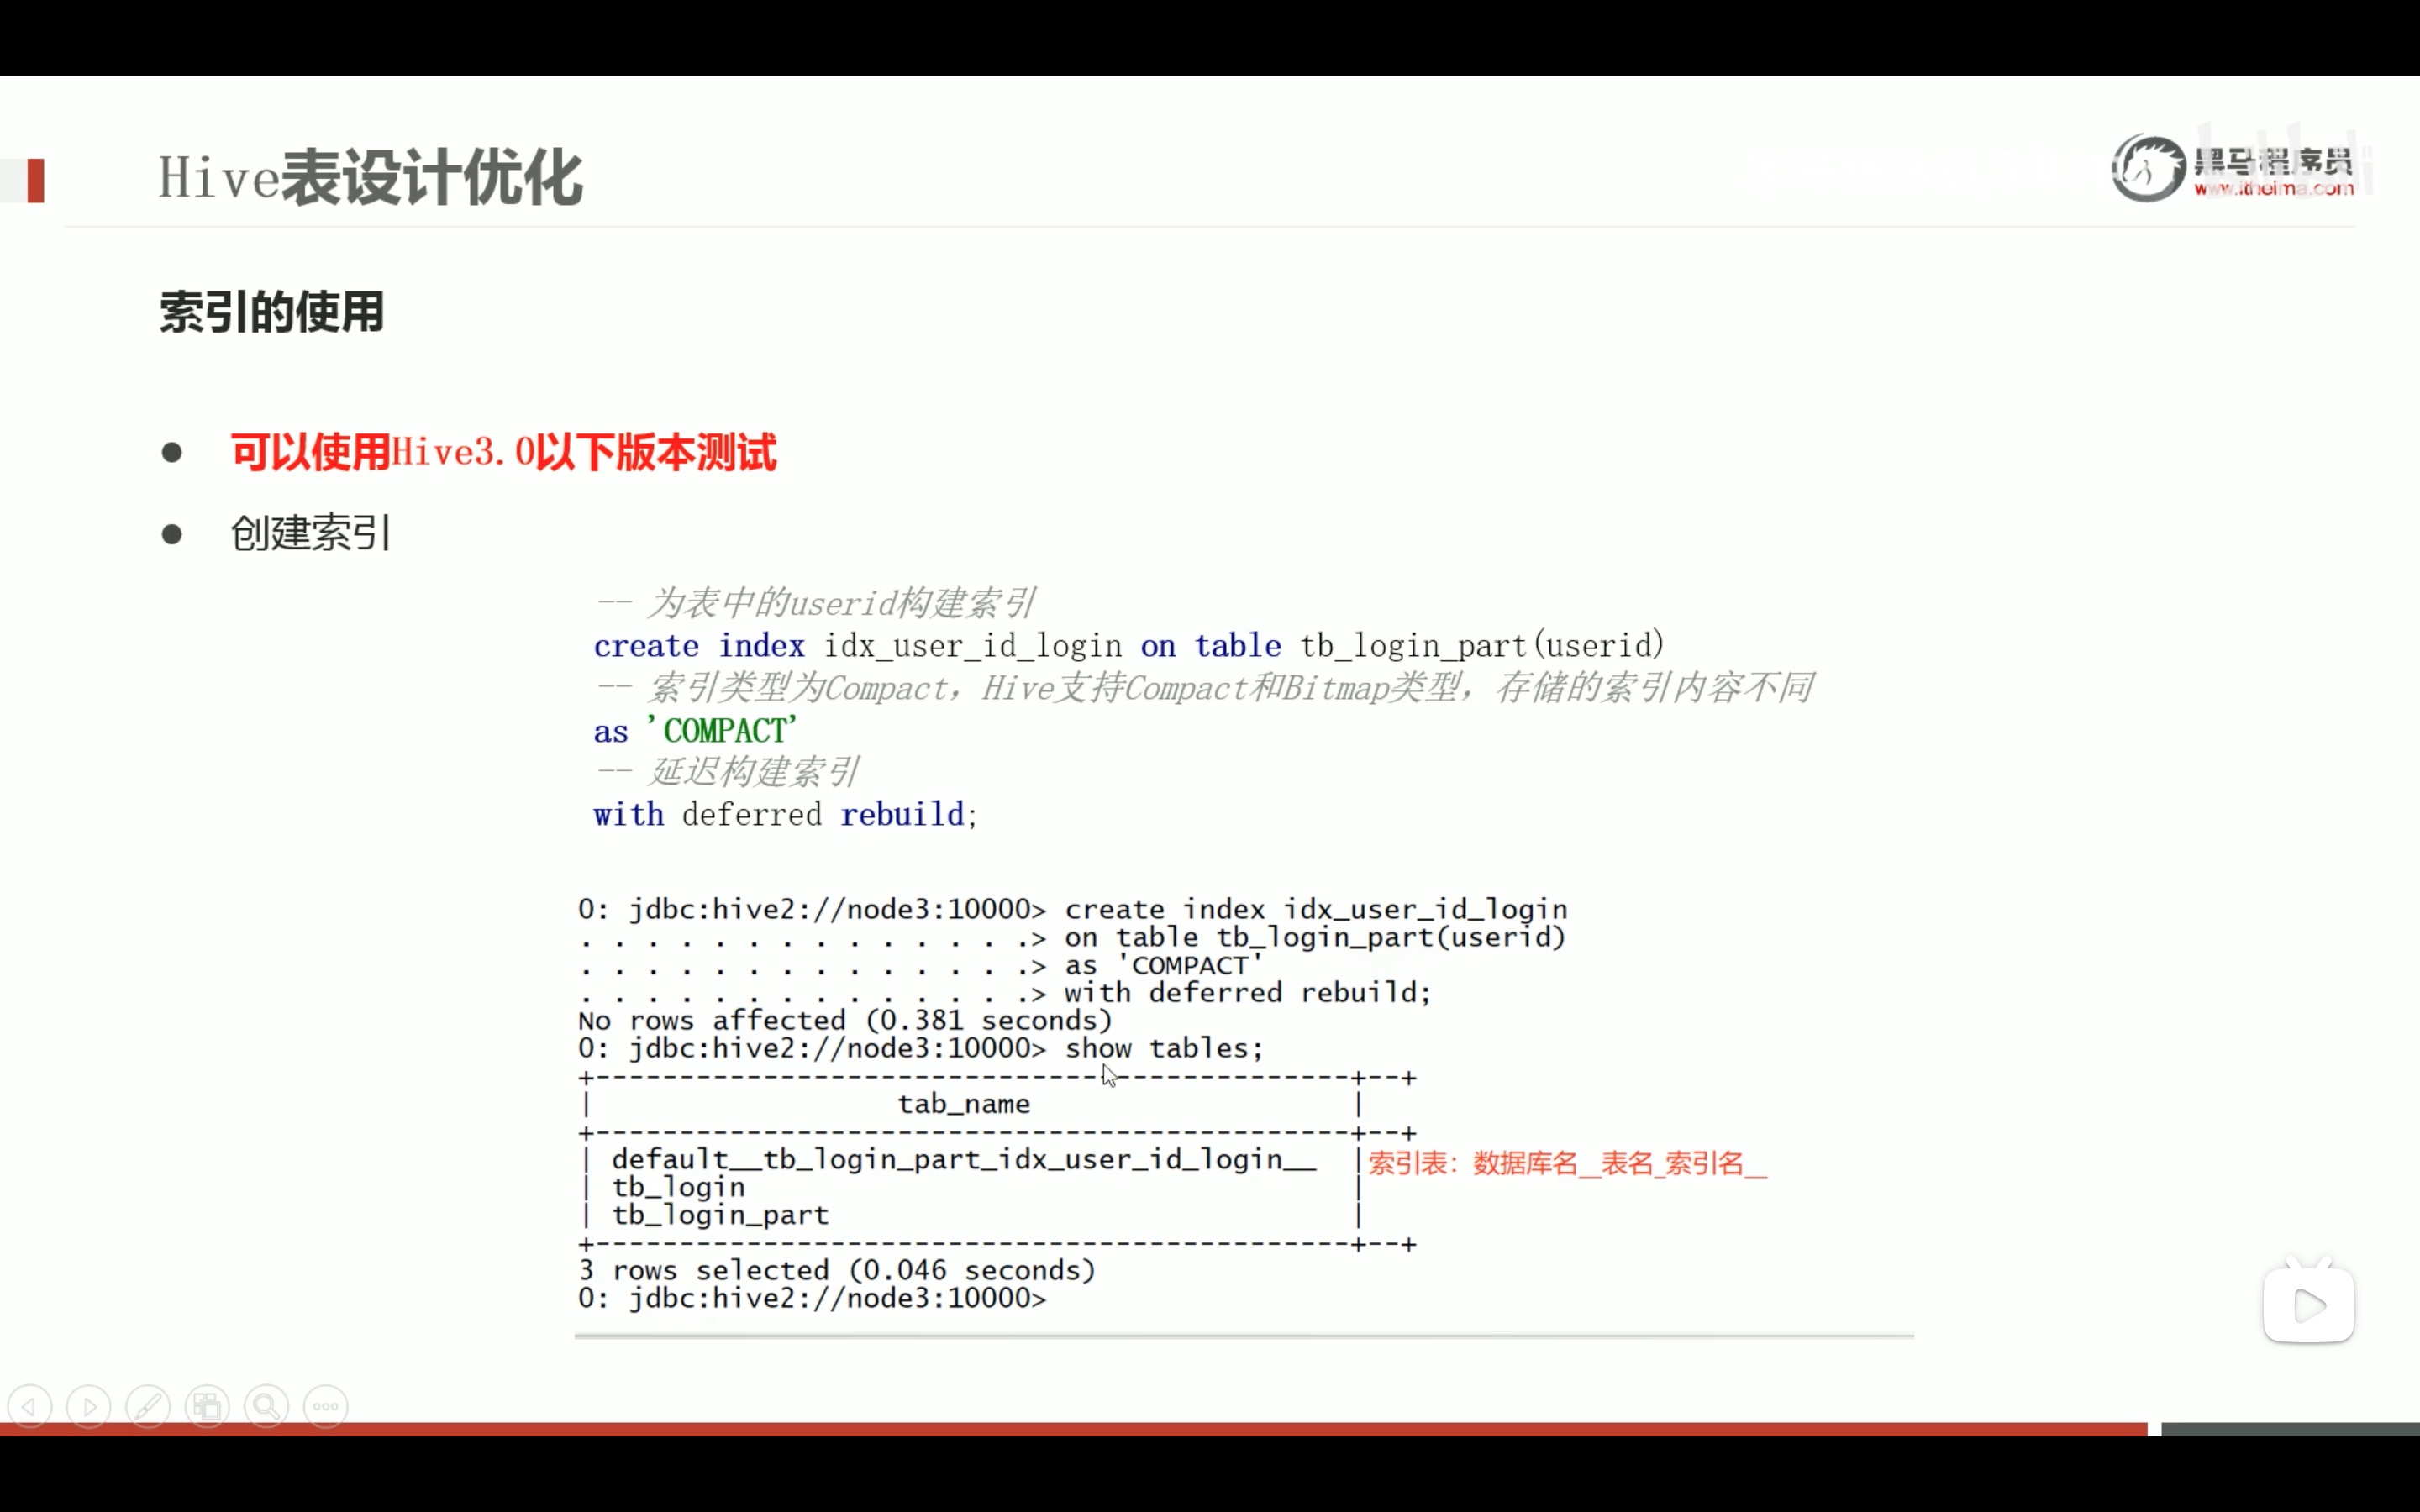 Hive表设计优化
黑马程序员
www.itheima.com
索引的使用
● 可以使用Hive3.0以下版本测试
● 创建索引
-- 为表中的userid构建索引
create index idx_user_id_login on table tb_login_part(userid)
-- 索引类型为Compact，Hive支持Compact和Bitmap类型，存储的索引内容不同
as 'COMPACT'
-- 延迟构建索引
with deferred rebuild;
0: jdbc:hive2://node3:10000> create index idx_user_id_login
. . . . . . . . . . . . . .> on table tb_login_part(userid)
. . . . . . . . . . . . . .> as 'COMPACT'
. . . . . . . . . . . . . .> with deferred rebuild;
No rows affected (0.381 seconds)
0: jdbc:hive2://node3:10000> show tables;
+---------------------------------------------+--+
| tab_name |
+---------------------------------------------+--+
| default__tb_login_part_idx_user_id_login__ | 索引表：数据库名__表名_索引名__
| tb_login |
| tb_login_part |
+---------------------------------------------+--+
3 rows selected (0.046 seconds)
0: jdbc:hive2://node3:10000>